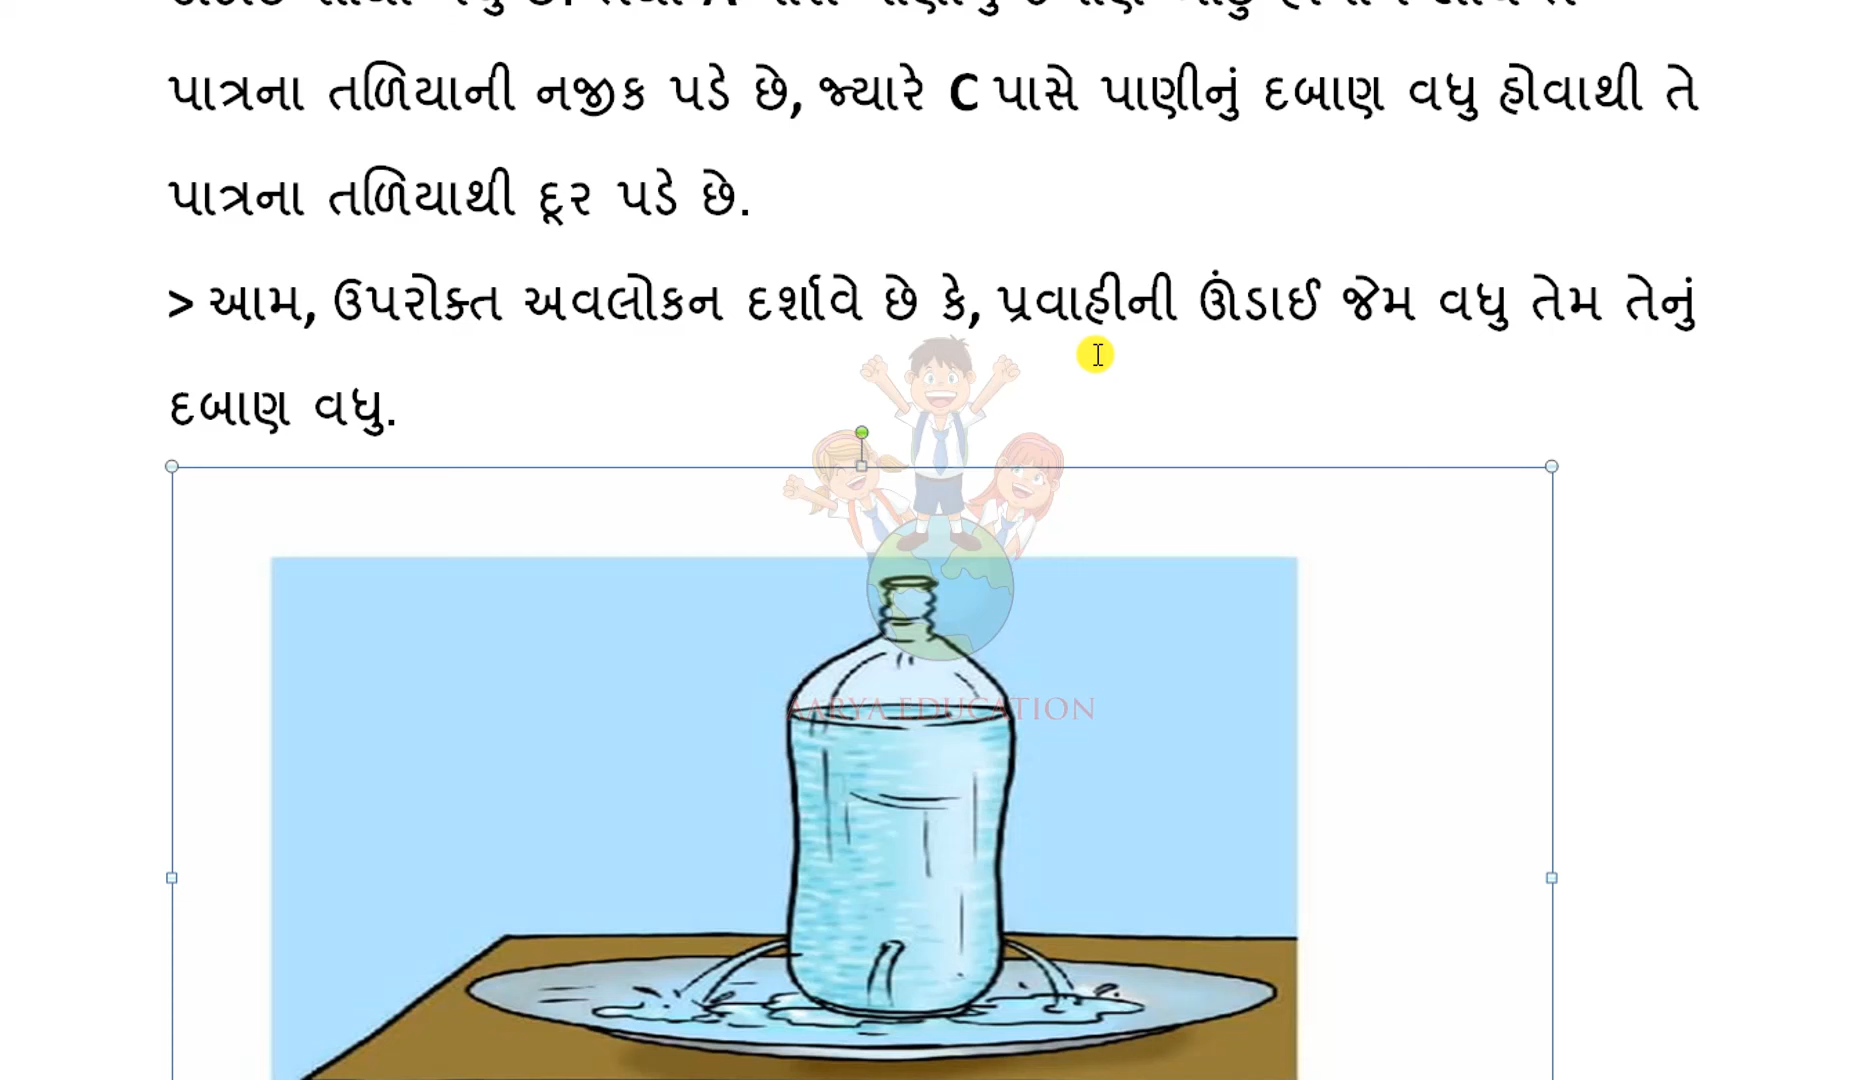 પાત્રના તળિયાની નજીક પડે છે, જ્યારે C પાસે પાણીનું દબાણ વધુ હોવાથી તે
પાત્રના તળિયાથી દૂર પડે છે.
> આમ, ઉપરોક્ત અવલોકન દર્શાવે છે કે, પ્રવાહીની ઊંડાઈ જેમ વધુ તેમ તેનું
દબાણ વધુ.
AARYA EDUCATION